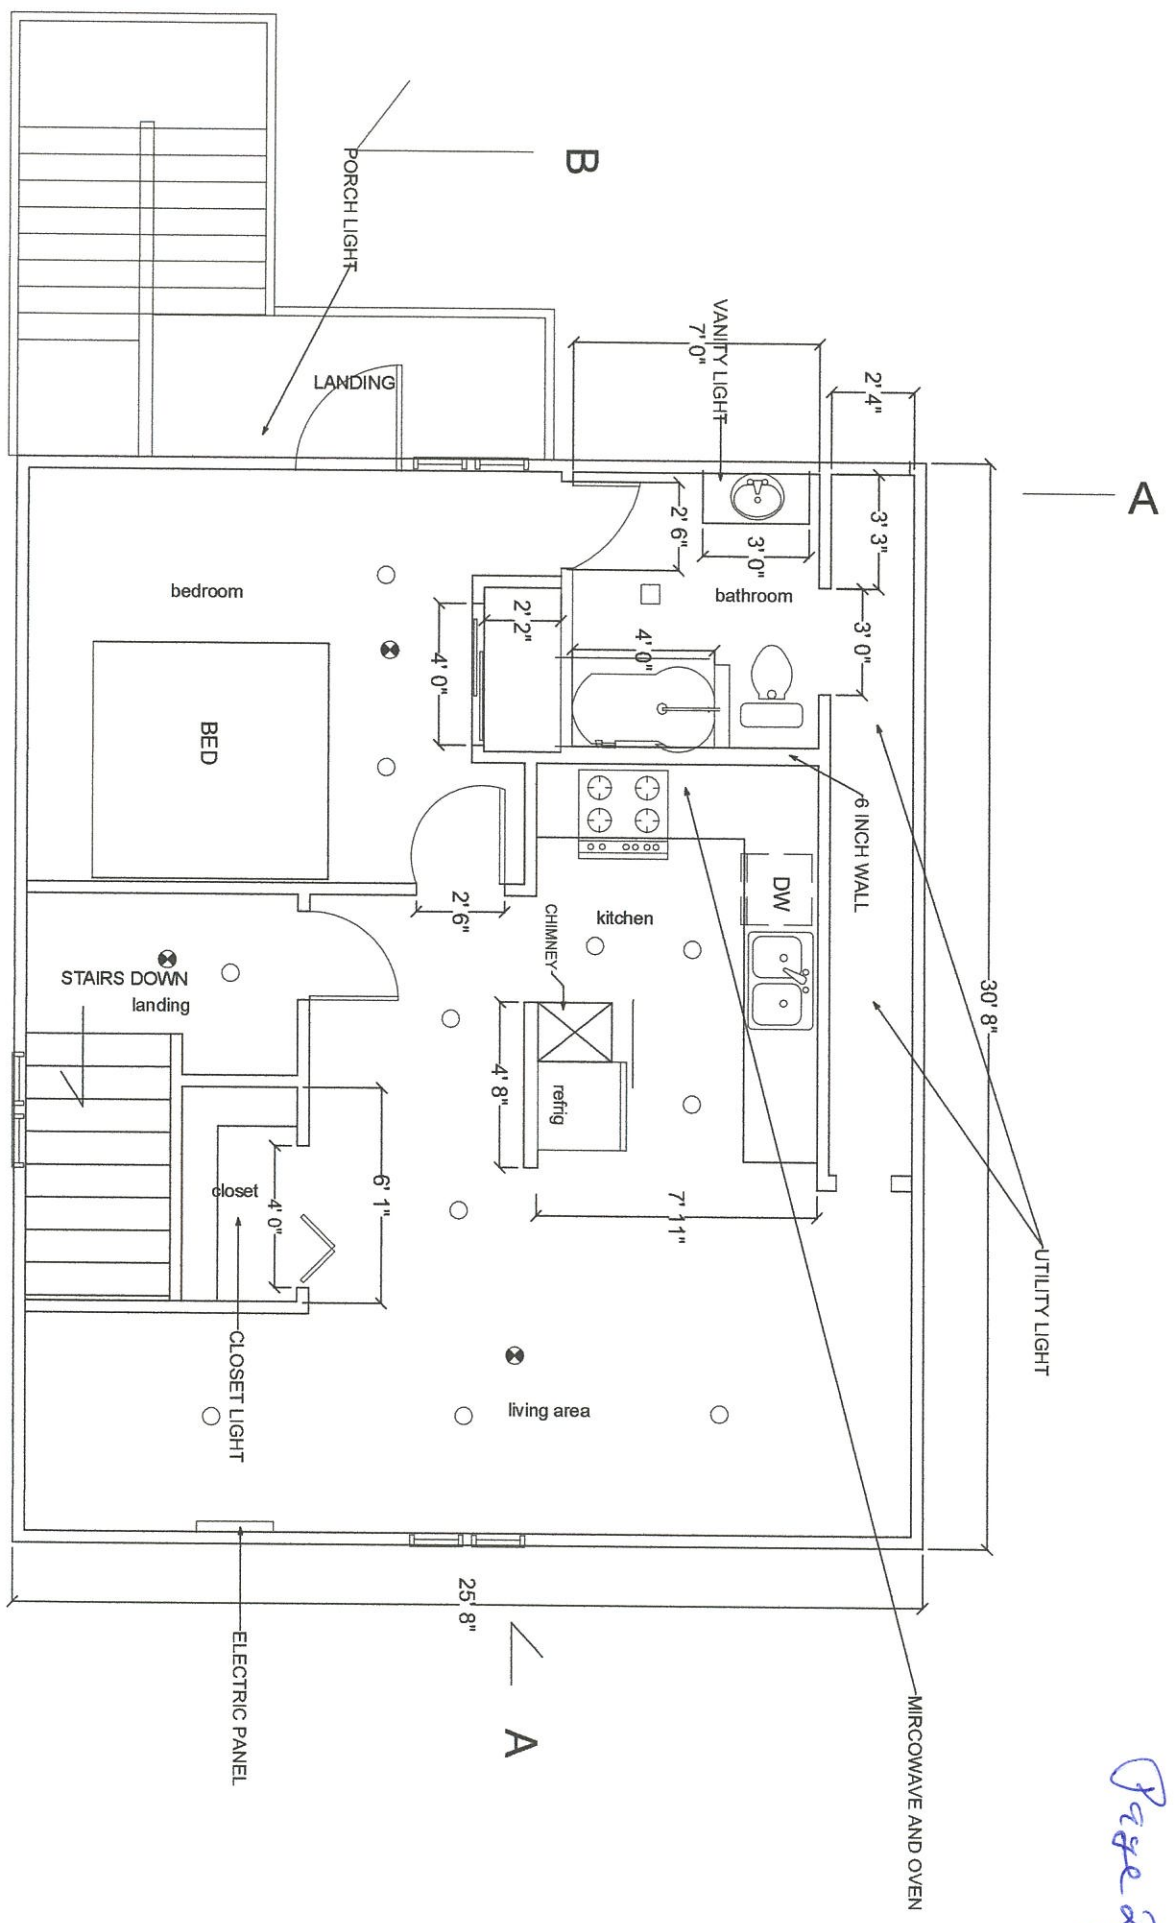 A
B
PORCH LIGHT
VANITY LIGHT
7' 0"
2' 4"
LANDING
3' 3"
2' 6"
3' 0"
bathroom
3' 0"
bedroom
2' 2"
4' 0"
4' 0"
BED
6 INCH WALL
DW
2' 6"
CHIMNEY
kitchen
30' 8"
STAIRS DOWN
landing
4' 8"
refrig
closet
4' 0"
6' 1"
7' 11"
UTILITY LIGHT
CLOSET LIGHT
living area
25' 8"
ELECTRIC PANEL
A
MIRCOWAVE AND OVEN
Page